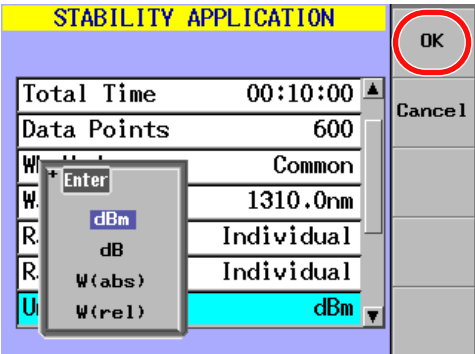 STABILITY APPLICATION
OK
Cancel
Total Time 00:10:00
Data Points 600
Common
W. 1310.0nm
R. Individual
R. Individual
dBm
Enter
dBm
dB
W(abs)
W(rel)